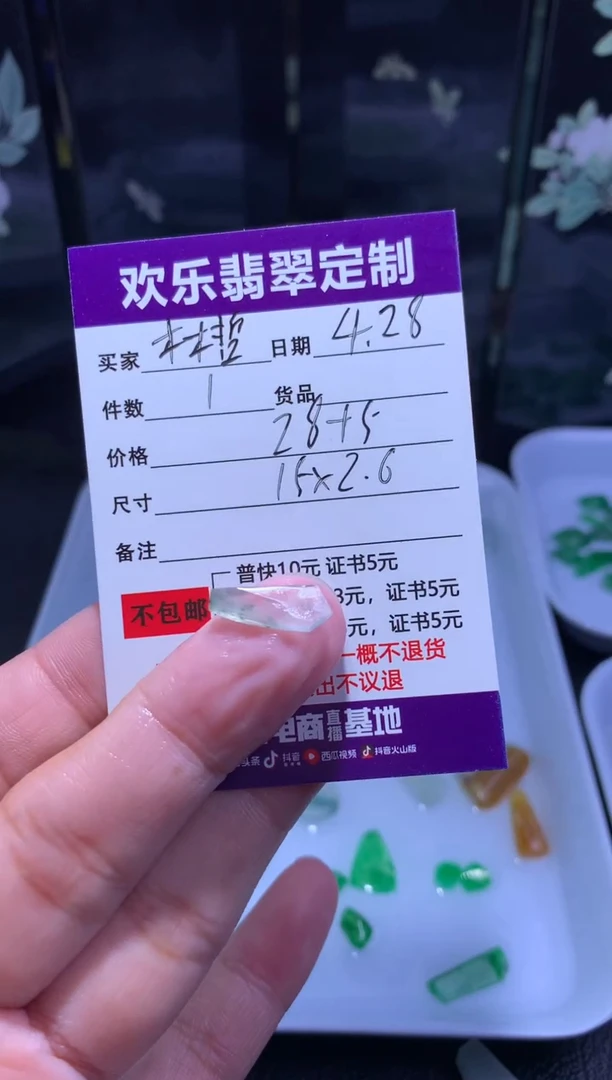 欢乐翡翠定制
买家 林喆 日期 4.28
件数 1 货品
价格 28+5
尺寸 15×2.6
备注
普快10元 证书5元
不包邮 3元，证书5元
元，证书5元
一概不退货
出不议退
电商直播基地
头条 抖音 西瓜视频 抖音火山版